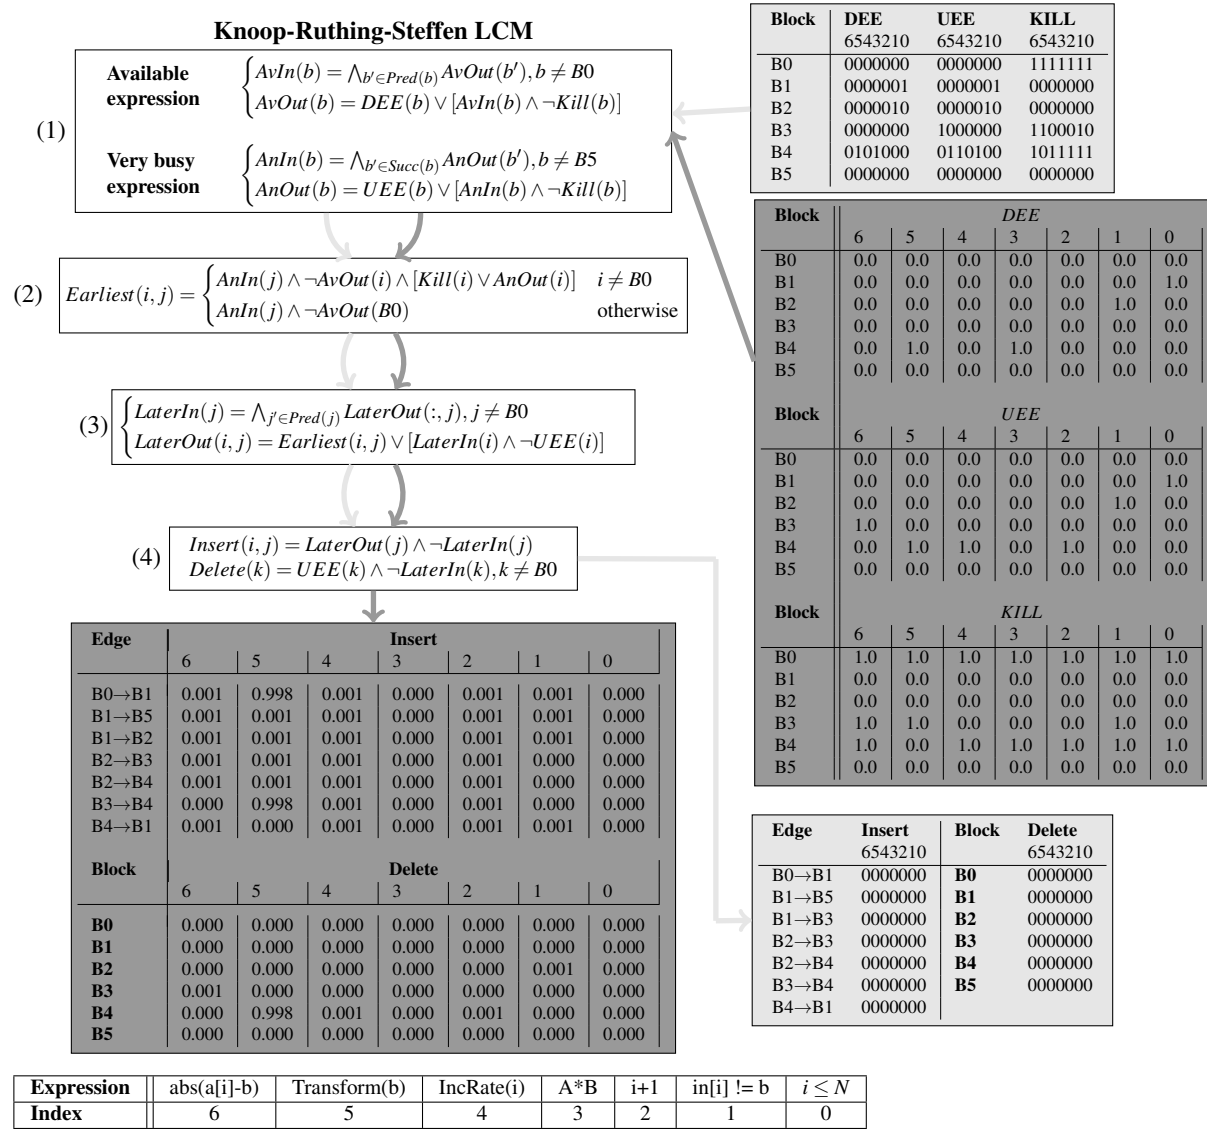 Knoop-Ruthing-Steffen LCM
(1)
Available expression
AvIn(b) = ⋀_{b'∈Pred(b)} AvOut(b'), b ≠ B0
AvOut(b) = DEE(b) ∨ [AvIn(b) ∧ ¬Kill(b)]
Very busy expression
AnIn(b) = ⋀_{b'∈Succ(b)} AnOut(b'), b ≠ B5
AnOut(b) = UEE(b) ∨ [AnIn(b) ∧ ¬Kill(b)]
(2)
Earliest(i, j) =
AnIn(j) ∧ ¬AvOut(i) ∧ [Kill(i) ∨ AnOut(i)] i ≠ B0
AnIn(j) ∧ ¬AvOut(B0) otherwise
(3)
LaterIn(j) = ⋀_{j'∈Pred(j)} LaterOut(:, j), j ≠ B0
LaterOut(i, j) = Earliest(i, j) ∨ [LaterIn(i) ∧ ¬UEE(i)]
(4)
Insert(i, j) = LaterOut(j) ∧ ¬LaterIn(j)
Delete(k) = UEE(k) ∧ ¬LaterIn(k), k ≠ B0
Block DEE UEE KILL
6543210 6543210 6543210
B0 0000000 0000000 1111111
B1 0000001 0000001 0000000
B2 0000010 0000010 0000000
B3 0000000 1000000 1100010
B4 0101000 0110100 1011111
B5 0000000 0000000 0000000
Block DEE
6 5 4 3 2 1 0
B0 0.0 0.0 0.0 0.0 0.0 0.0 0.0
B1 0.0 0.0 0.0 0.0 0.0 0.0 1.0
B2 0.0 0.0 0.0 0.0 0.0 1.0 0.0
B3 0.0 0.0 0.0 0.0 0.0 0.0 0.0
B4 0.0 1.0 0.0 1.0 0.0 0.0 0.0
B5 0.0 0.0 0.0 0.0 0.0 0.0 0.0
Block UEE
6 5 4 3 2 1 0
B0 0.0 0.0 0.0 0.0 0.0 0.0 0.0
B1 0.0 0.0 0.0 0.0 0.0 0.0 1.0
B2 0.0 0.0 0.0 0.0 0.0 1.0 0.0
B3 1.0 0.0 0.0 0.0 0.0 0.0 0.0
B4 0.0 1.0 1.0 0.0 1.0 0.0 0.0
B5 0.0 0.0 0.0 0.0 0.0 0.0 0.0
Block KILL
6 5 4 3 2 1 0
B0 1.0 1.0 1.0 1.0 1.0 1.0 1.0
B1 0.0 0.0 0.0 0.0 0.0 0.0 0.0
B2 0.0 0.0 0.0 0.0 0.0 0.0 0.0
B3 1.0 1.0 0.0 0.0 0.0 1.0 0.0
B4 1.0 0.0 1.0 1.0 1.0 1.0 1.0
B5 0.0 0.0 0.0 0.0 0.0 0.0 0.0
Edge Insert
6 5 4 3 2 1 0
B0→B1 0.001 0.998 0.001 0.000 0.001 0.001 0.000
B1→B5 0.001 0.001 0.001 0.000 0.001 0.001 0.000
B1→B2 0.001 0.001 0.001 0.000 0.001 0.001 0.000
B2→B3 0.001 0.001 0.001 0.000 0.001 0.000 0.000
B2→B4 0.001 0.001 0.001 0.000 0.001 0.000 0.000
B3→B4 0.000 0.998 0.001 0.000 0.001 0.001 0.000
B4→B1 0.001 0.000 0.001 0.000 0.001 0.001 0.000
Block Delete
6 5 4 3 2 1 0
B0 0.000 0.000 0.000 0.000 0.000 0.000 0.000
B1 0.000 0.000 0.000 0.000 0.000 0.000 0.000
B2 0.000 0.000 0.000 0.000 0.000 0.001 0.000
B3 0.001 0.000 0.000 0.000 0.000 0.000 0.000
B4 0.000 0.998 0.001 0.000 0.001 0.000 0.000
B5 0.000 0.000 0.000 0.000 0.000 0.000 0.000
Edge Insert Block Delete
6543210 6543210
B0→B1 0000000 B0 0000000
B1→B5 0000000 B1 0000000
B1→B3 0000000 B2 0000000
B2→B3 0000000 B3 0000000
B2→B4 0000000 B4 0000000
B3→B4 0000000 B5 0000000
B4→B1 0000000
Expression abs(a[i]-b) Transform(b) IncRate(i) A*B i+1 in[i] != b i ≤ N
Index 6 5 4 3 2 1 0